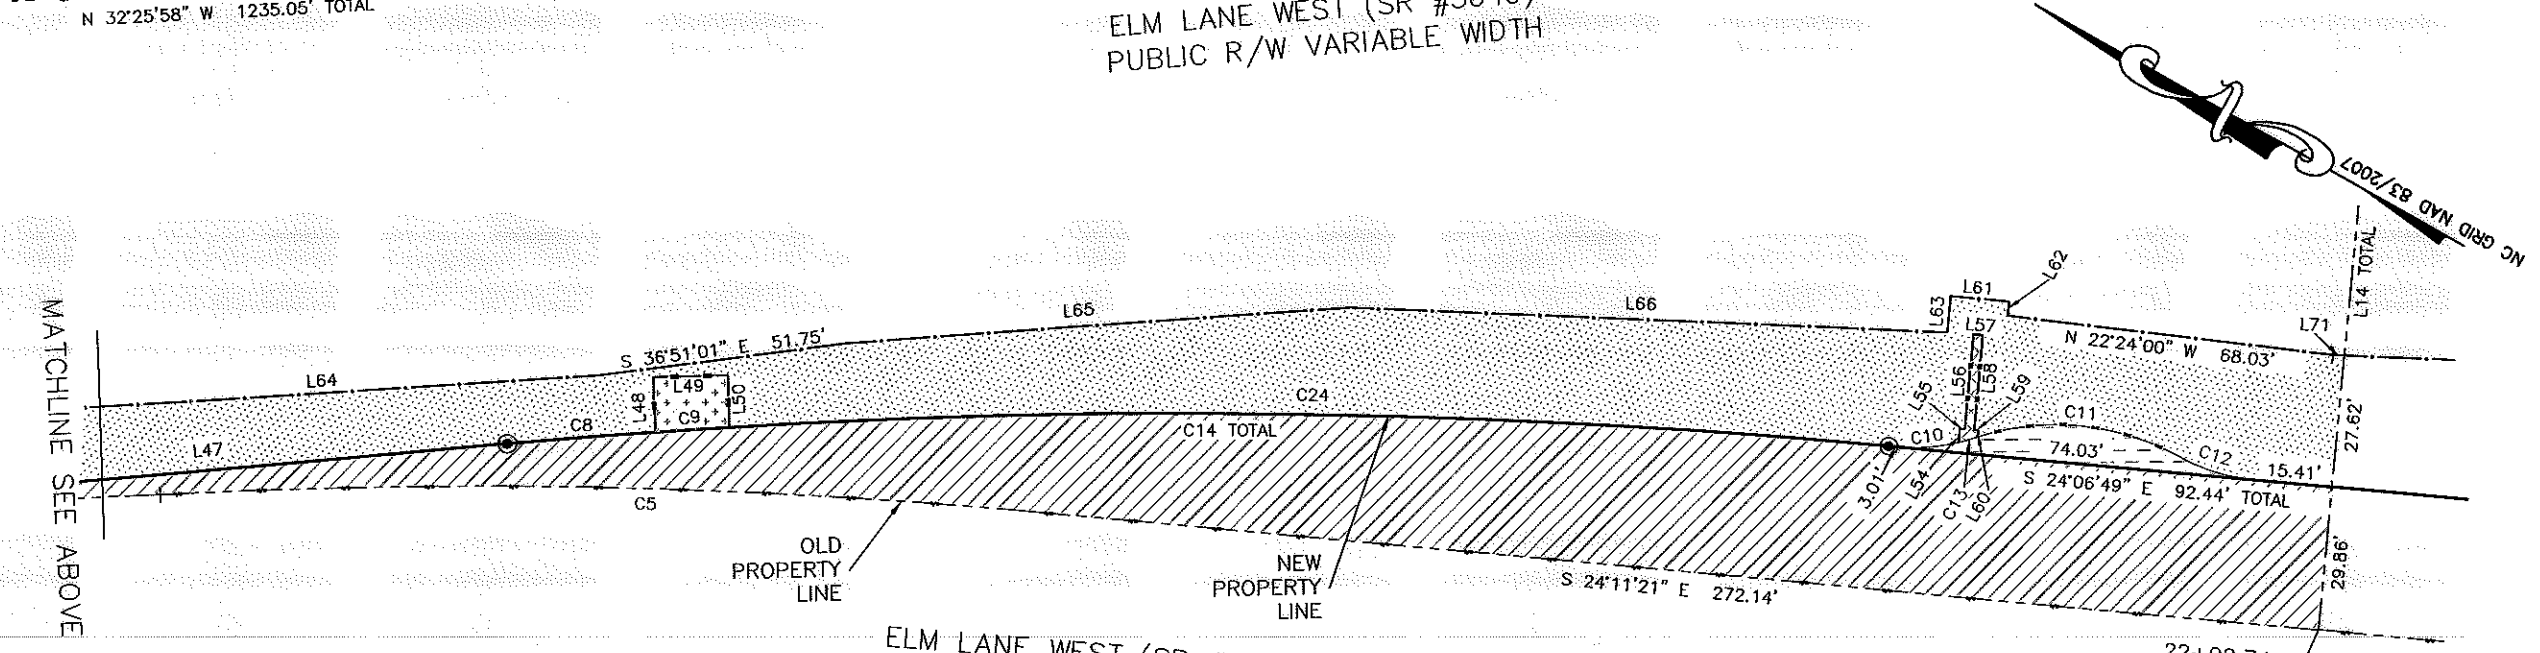 N 32°25'58" W 1235.05' TOTAL
ELM LANE WEST (SR
PUBLIC R/W VARIABLE WIDTH
NC GRID NAD 83/2007
L14 TOTAL
L62
L61
L63
L57
L71
L65
L66
S 36°51'01" E 51.75'
N 22°24'00" W 68.03'
MATCHLINE SEE ABOVE
L64
L48
L49
L50
C9
C8
C24
C14 TOTAL
L55
L56
L58
L59
C11
C10
74.03'
C12
15.41'
27.62'
L47
3.01'
L54
C13
L60
S 24°06'49" E 92.44' TOTAL
C5
OLD
PROPERTY
LINE
NEW
PROPERTY
LINE
S 24°11'21" E 272.14'
29.86'
ELM LANE WEST